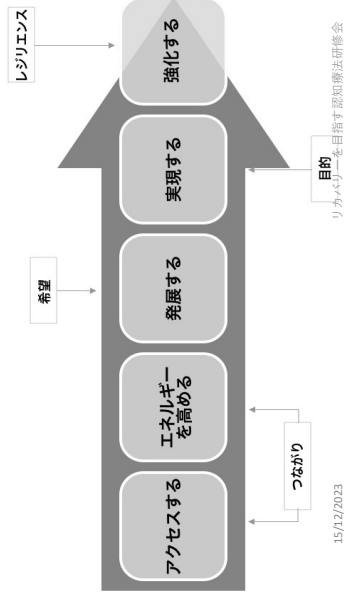 レジリエンス
希望
アクセスする
エネルギー
を高める
発展する
実現する
強化する
つながり
目的
15/12/2023
リカバリーを目指す認知療法研修会